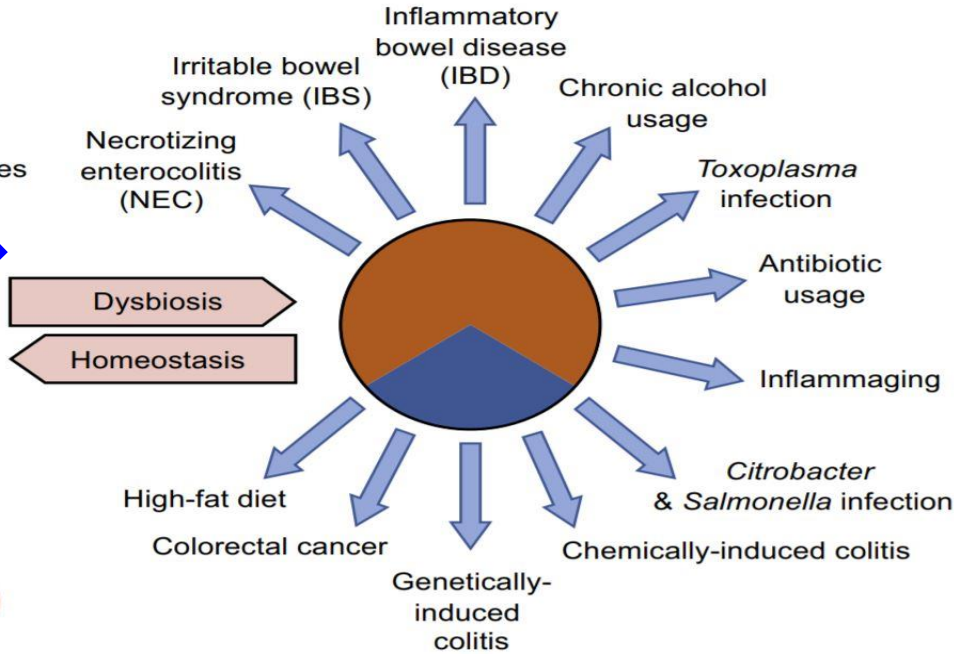 Inflammatory
bowel disease
(IBD)
Irritable bowel
syndrome (IBS)
Chronic alcohol
usage
Necrotizing
enterocolitis
(NEC)
es
Toxoplasma
infection
Antibiotic
usage
Dysbiosis
Homeostasis
Inflammaging
Citrobacter
& Salmonella infection
High-fat diet
Colorectal cancer
Chemically-induced colitis
Genetically-
induced
colitis